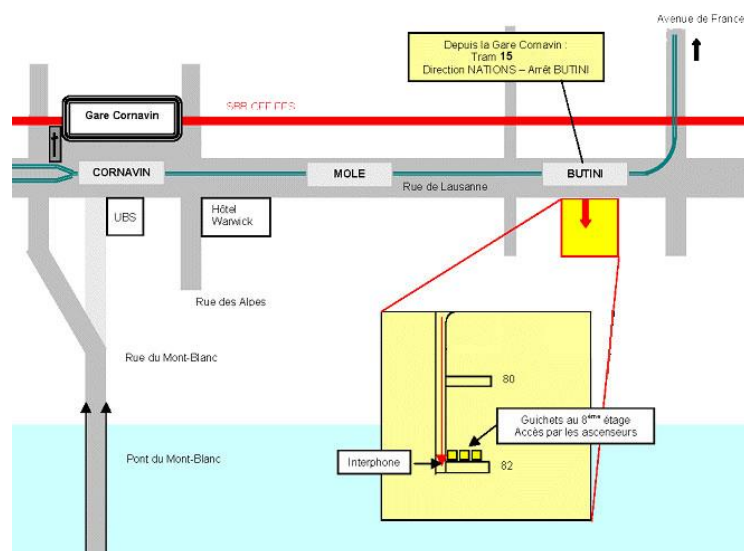 Avenue de France
Depuis la Gare Cornavin :
Tram 15
Direction NATIONS – Arrêt BUTINI
Gare Cornavin
SBB CFF FFS
CORNAVIN
MOLE
BUTINI
Rue de Lausanne
UBS
Hôtel
Warwick
Rue des Alpes
Rue du Mont-Blanc
80
Guichets au 8ème étage
Accès par les ascenseurs
Interphone
82
Pont du Mont-Blanc